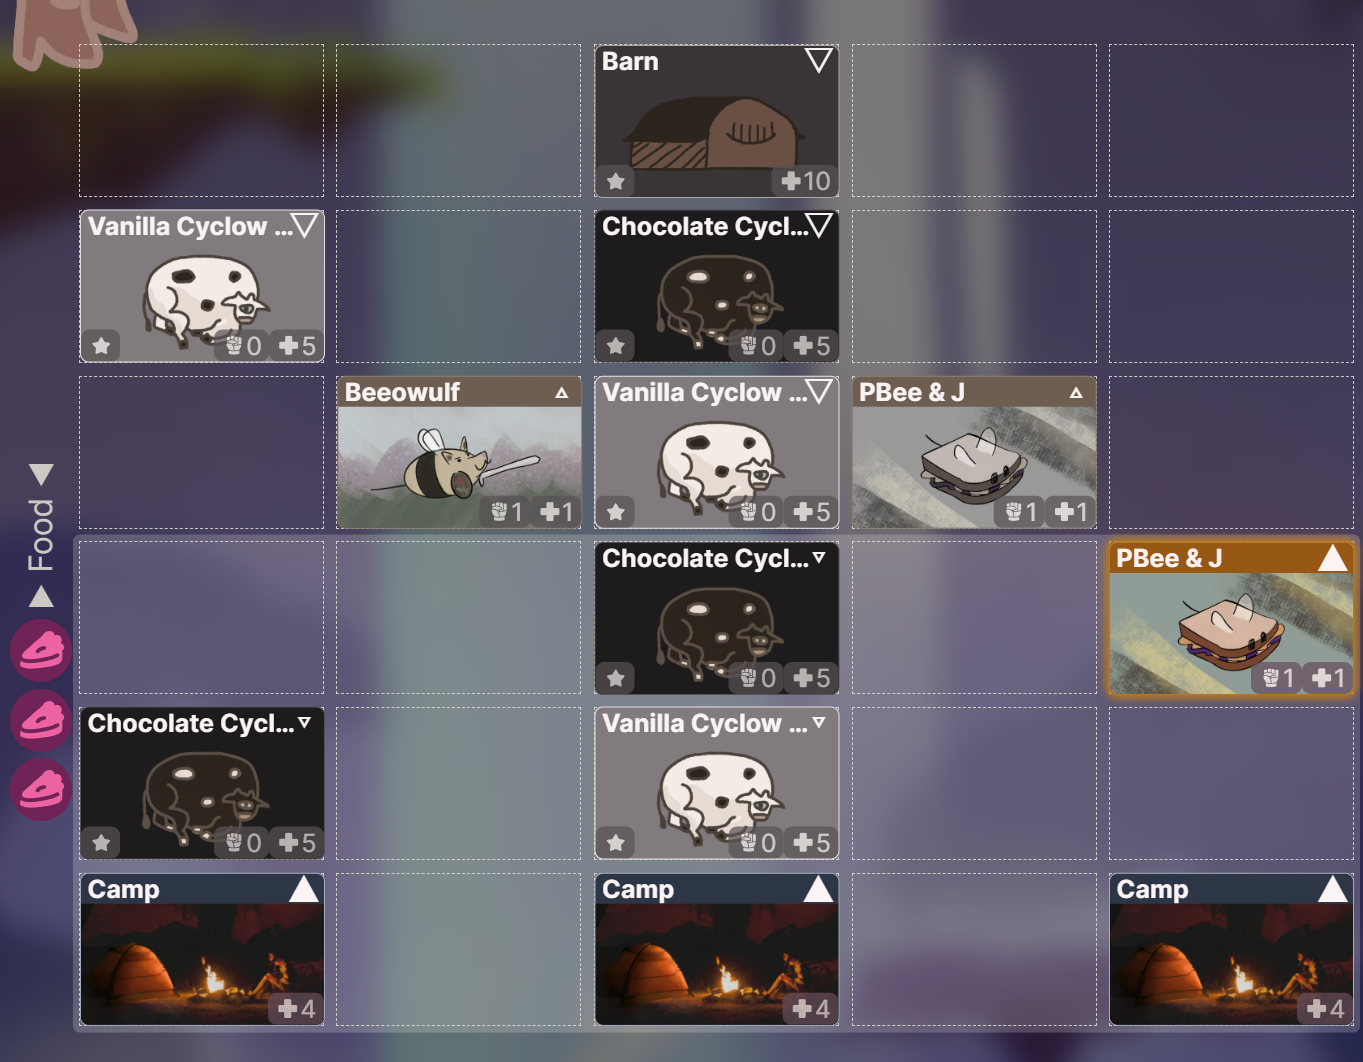 Barn
10
Vanilla Cyclow ...
0 5
Chocolate Cycl...
0 5
Beeowulf
1 1
Vanilla Cyclow ...
0 5
PBee & J
1 1
Food
Chocolate Cycl...
0 5
PBee & J
1 1
Chocolate Cycl...
0 5
Vanilla Cyclow ...
0 5
Camp
4
Camp
4
Camp
4